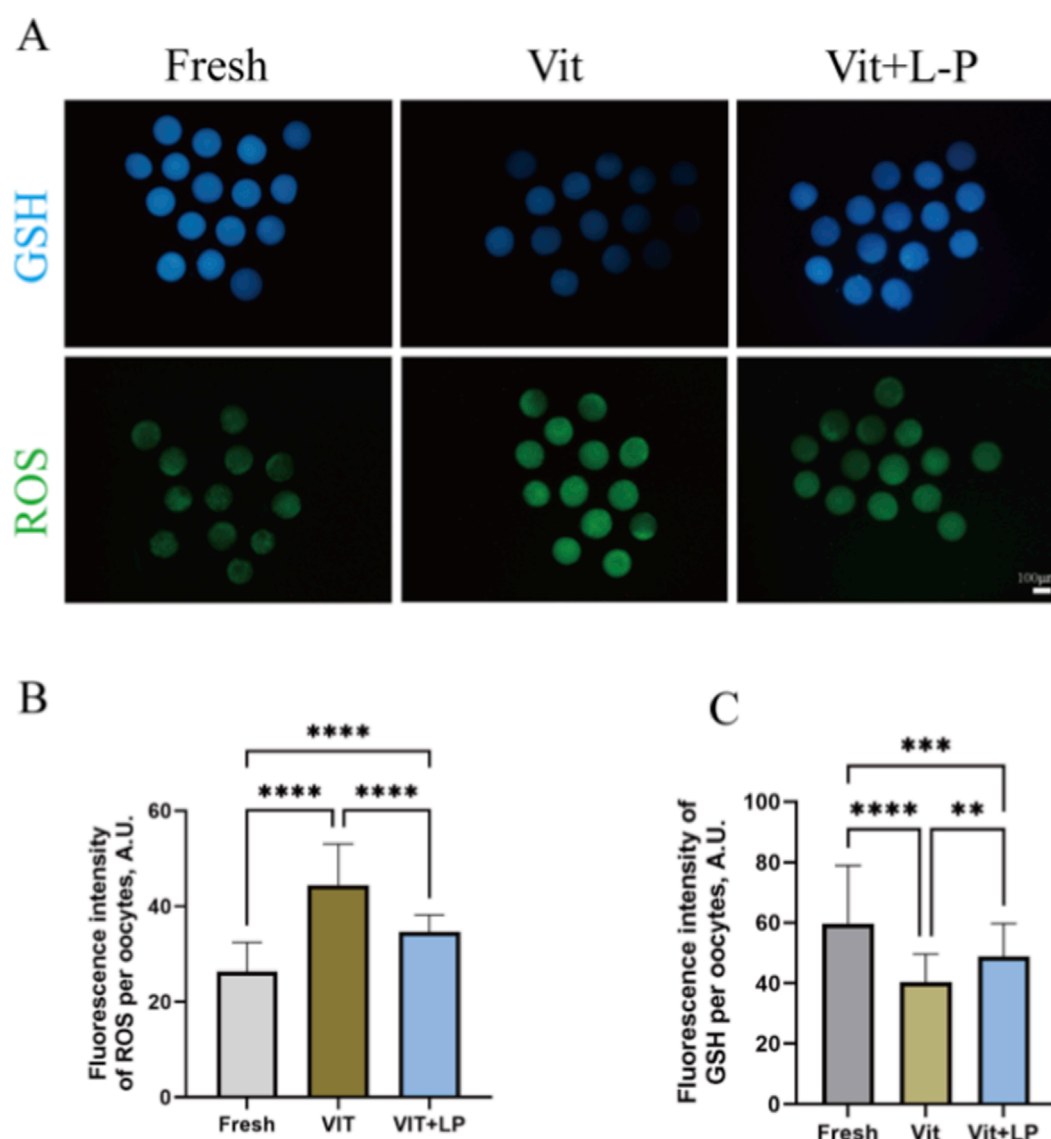 A
Fresh
Vit
Vit+L-P
GSH
ROS
100μm
B
****
****
****
60
40
20
0
Fluorescence intensity
of ROS per oocytes, A.U.
Fresh
VIT
VIT+LP
C
***
****
**
100
80
60
40
20
0
Fluorescence intensity of
GSH per oocytes, A.U.
Fresh
Vit
Vit+LP